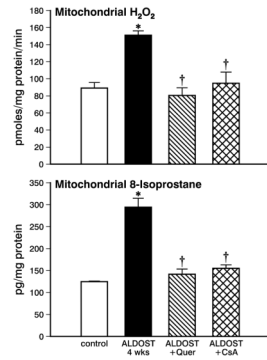 Mitochondrial H₂O₂
pmoles/mg protein/min
180
160
140
120
100
80
60
40
20
0
*
†
†
Mitochondrial 8-Isoprostane
pg/mg protein
350
300
250
200
150
100
50
0
*
†
†
control
ALDOST
4 wks
ALDOST
+Quer
ALDOST
+CsA